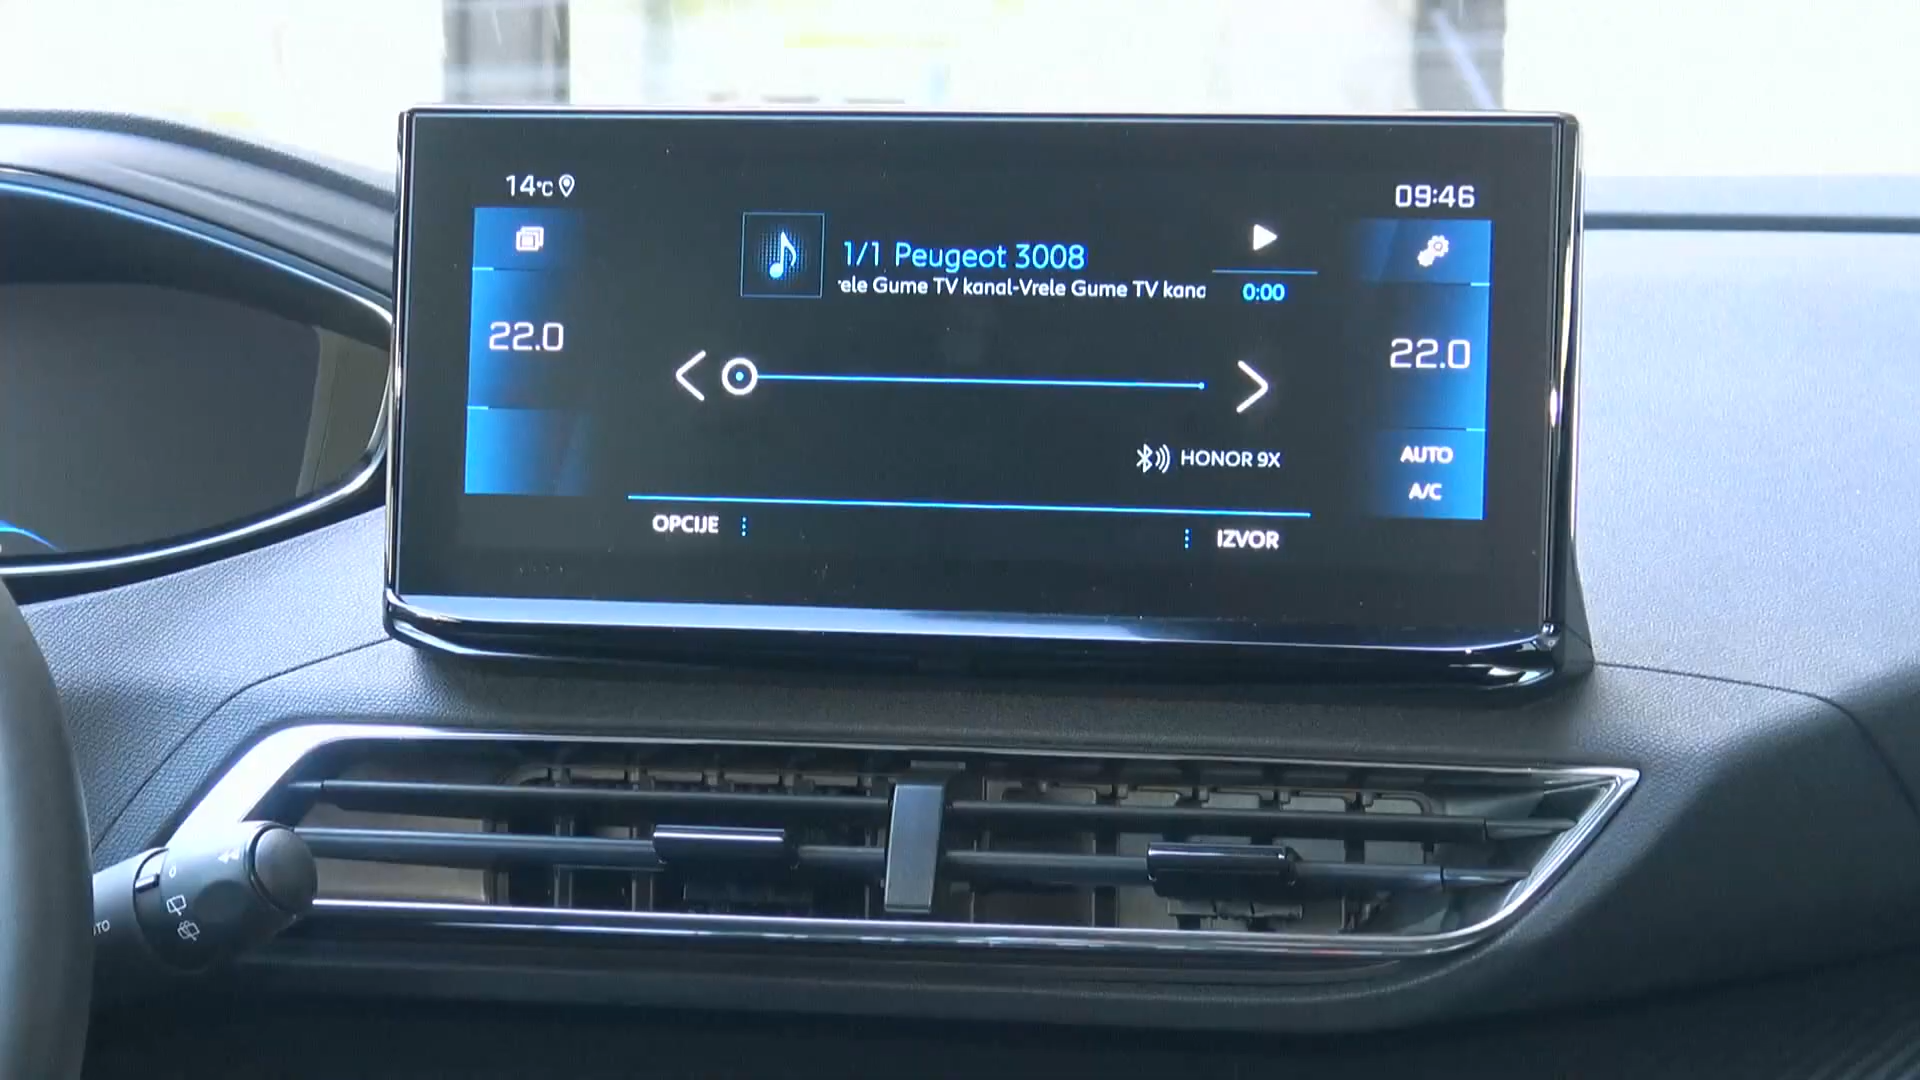 14°C
09:46
1/1 Peugeot 3008
ele Gume TV kanal-Vrele Gume TV kana
0:00
22.0
22.0
HONOR 9X
AUTO
A/C
OPCIJE
IZVOR